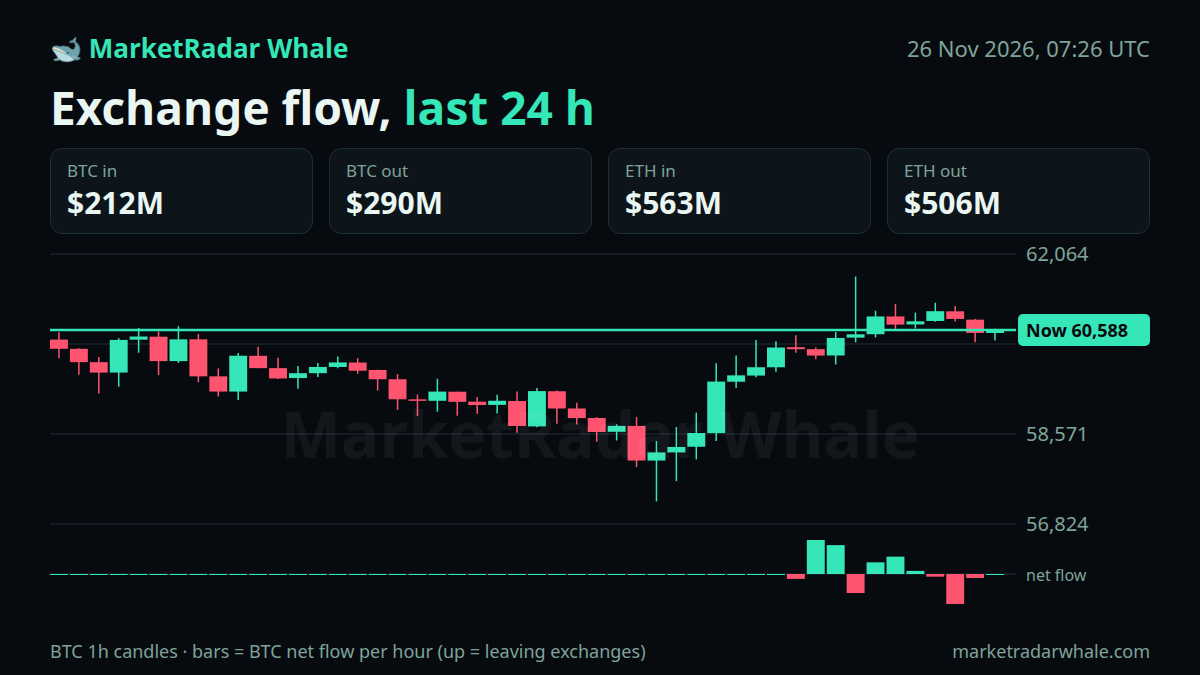 🐋 MarketRadar Whale
26 Nov 2026, 07:26 UTC
Exchange flow, last 24 h
BTC in
$212M
BTC out
$290M
ETH in
$563M
ETH out
$506M
62,064
Now 60,588
MarketRadar Whale
58,571
56,824
net flow
BTC 1h candles · bars = BTC net flow per hour (up = leaving exchanges)
marketradarwhale.com